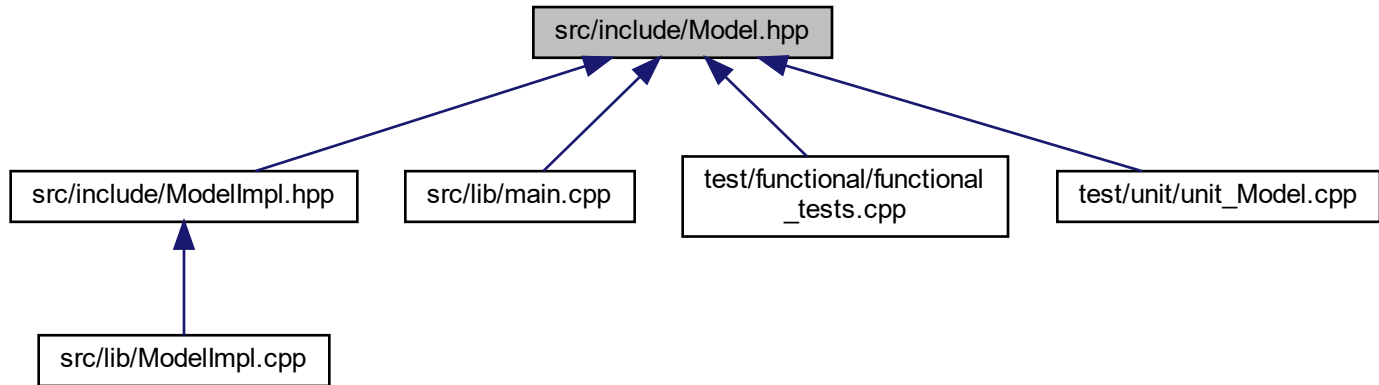 src/include/Model.hpp
src/include/ModelImpl.hpp
src/lib/main.cpp
test/functional/functional
_tests.cpp
test/unit/unit_Model.cpp
src/lib/ModelImpl.cpp